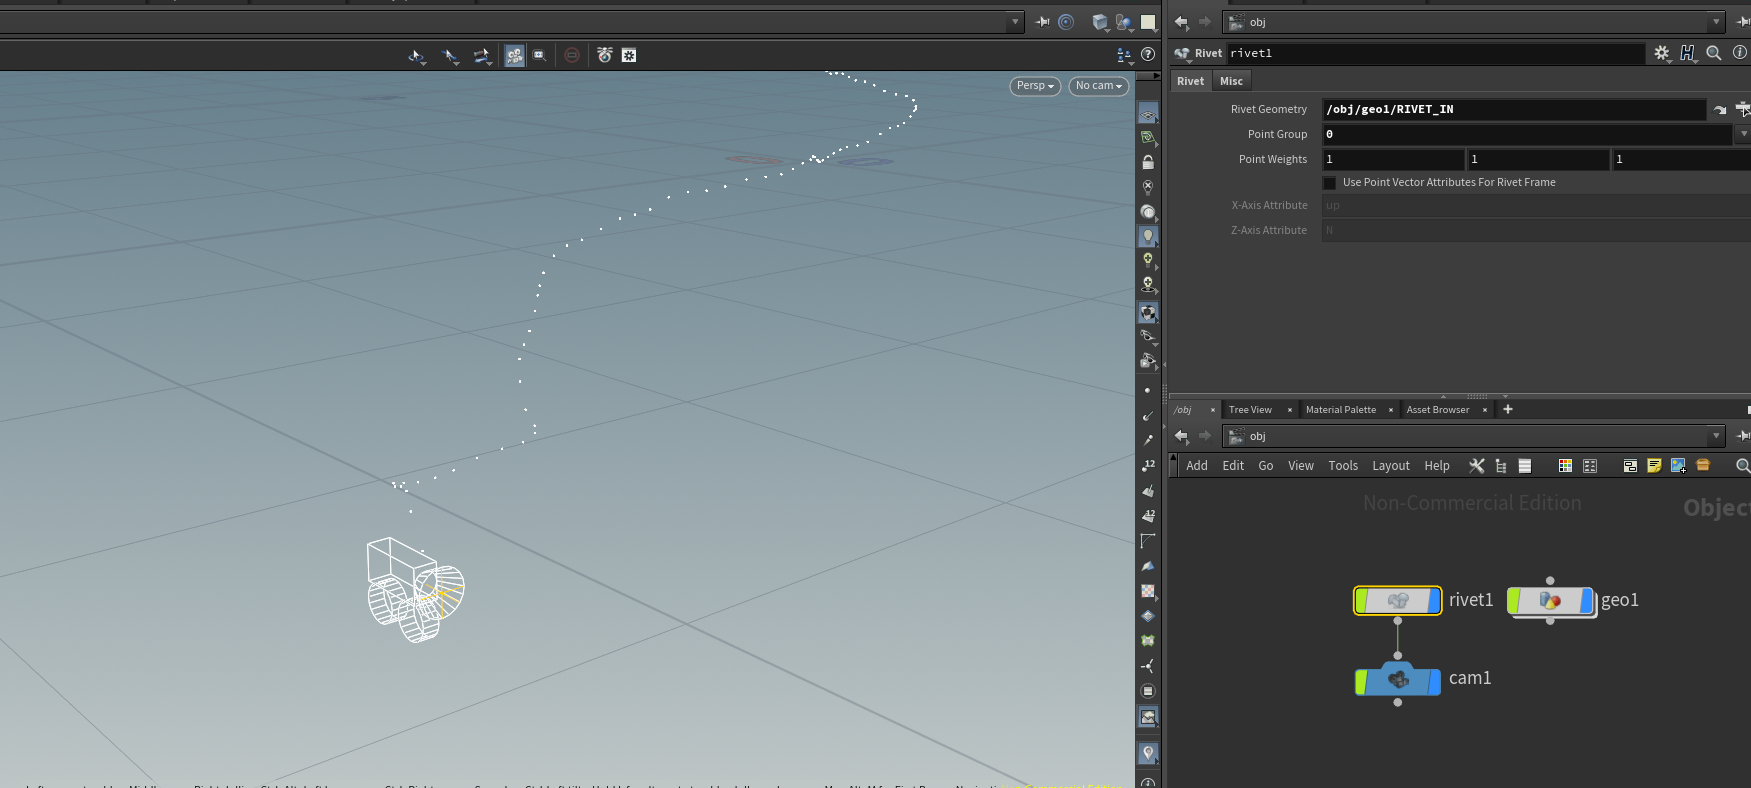 Persp
No cam
obj
Rivet rivet1
Rivet Misc
Rivet Geometry /obj/geo1/RIVET_IN
Point Group 0
Point Weights 1 1 1
Use Point Vector Attributes For Rivet Frame
X-Axis Attribute up
Z-Axis Attribute N
/obj × Tree View × Material Palette × Asset Browser × +
obj
Add Edit Go View Tools Layout Help
Non-Commercial Edition
Objec
rivet1
geo1
cam1
12
12